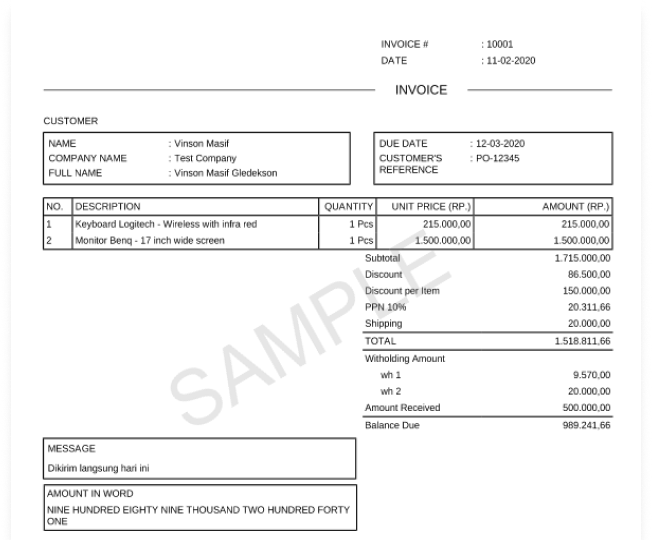 INVOICE # : 10001
DATE : 11-02-2020
INVOICE
CUSTOMER
NAME : Vinson Masif
COMPANY NAME : Test Company
FULL NAME : Vinson Masif Gledekson
DUE DATE : 12-03-2020
CUSTOMER'S REFERENCE : PO-12345
NO. DESCRIPTION QUANTITY UNIT PRICE (RP.) AMOUNT (RP.)
1 Keyboard Logitech - Wireless with infra red 1 Pcs 215.000,00 215.000,00
2 Monitor Benq - 17 inch wide screen 1 Pcs 1.500.000,00 1.500.000,00
Subtotal 1.715.000,00
Discount 86.500,00
Discount per Item 150.000,00
PPN 10% 20.311,66
Shipping 20.000,00
TOTAL 1.518.811,66
Witholding Amount
wh 1 9.570,00
wh 2 20.000,00
Amount Received 500.000,00
Balance Due 989.241,66
SAMPLE
MESSAGE
Dikirim langsung hari ini
AMOUNT IN WORD
NINE HUNDRED EIGHTY NINE THOUSAND TWO HUNDRED FORTY
ONE